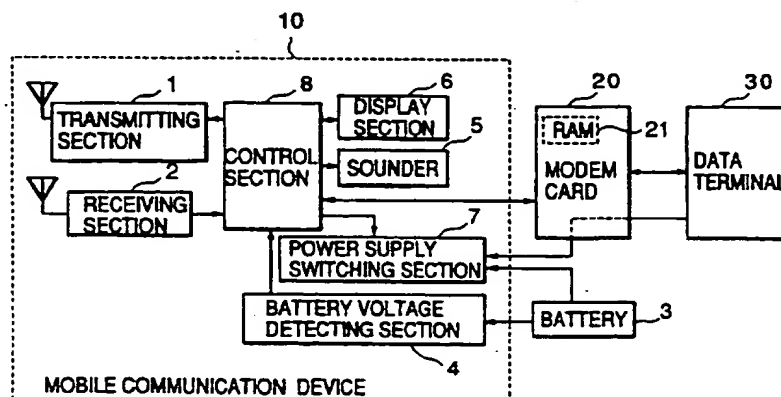 10
1
8
6
20
30
TRANSMITTING
SECTION
DISPLAY
SECTION
5
RAM
21
2
CONTROL
SECTION
SOUNDER
MODEM
CARD
DATA
TERMINAL
RECEIVING
SECTION
7
POWER SUPPLY
SWITCHING SECTION
BATTERY VOLTAGE
DETECTING SECTION
BATTERY
3
4
MOBILE COMMUNICATION DEVICE